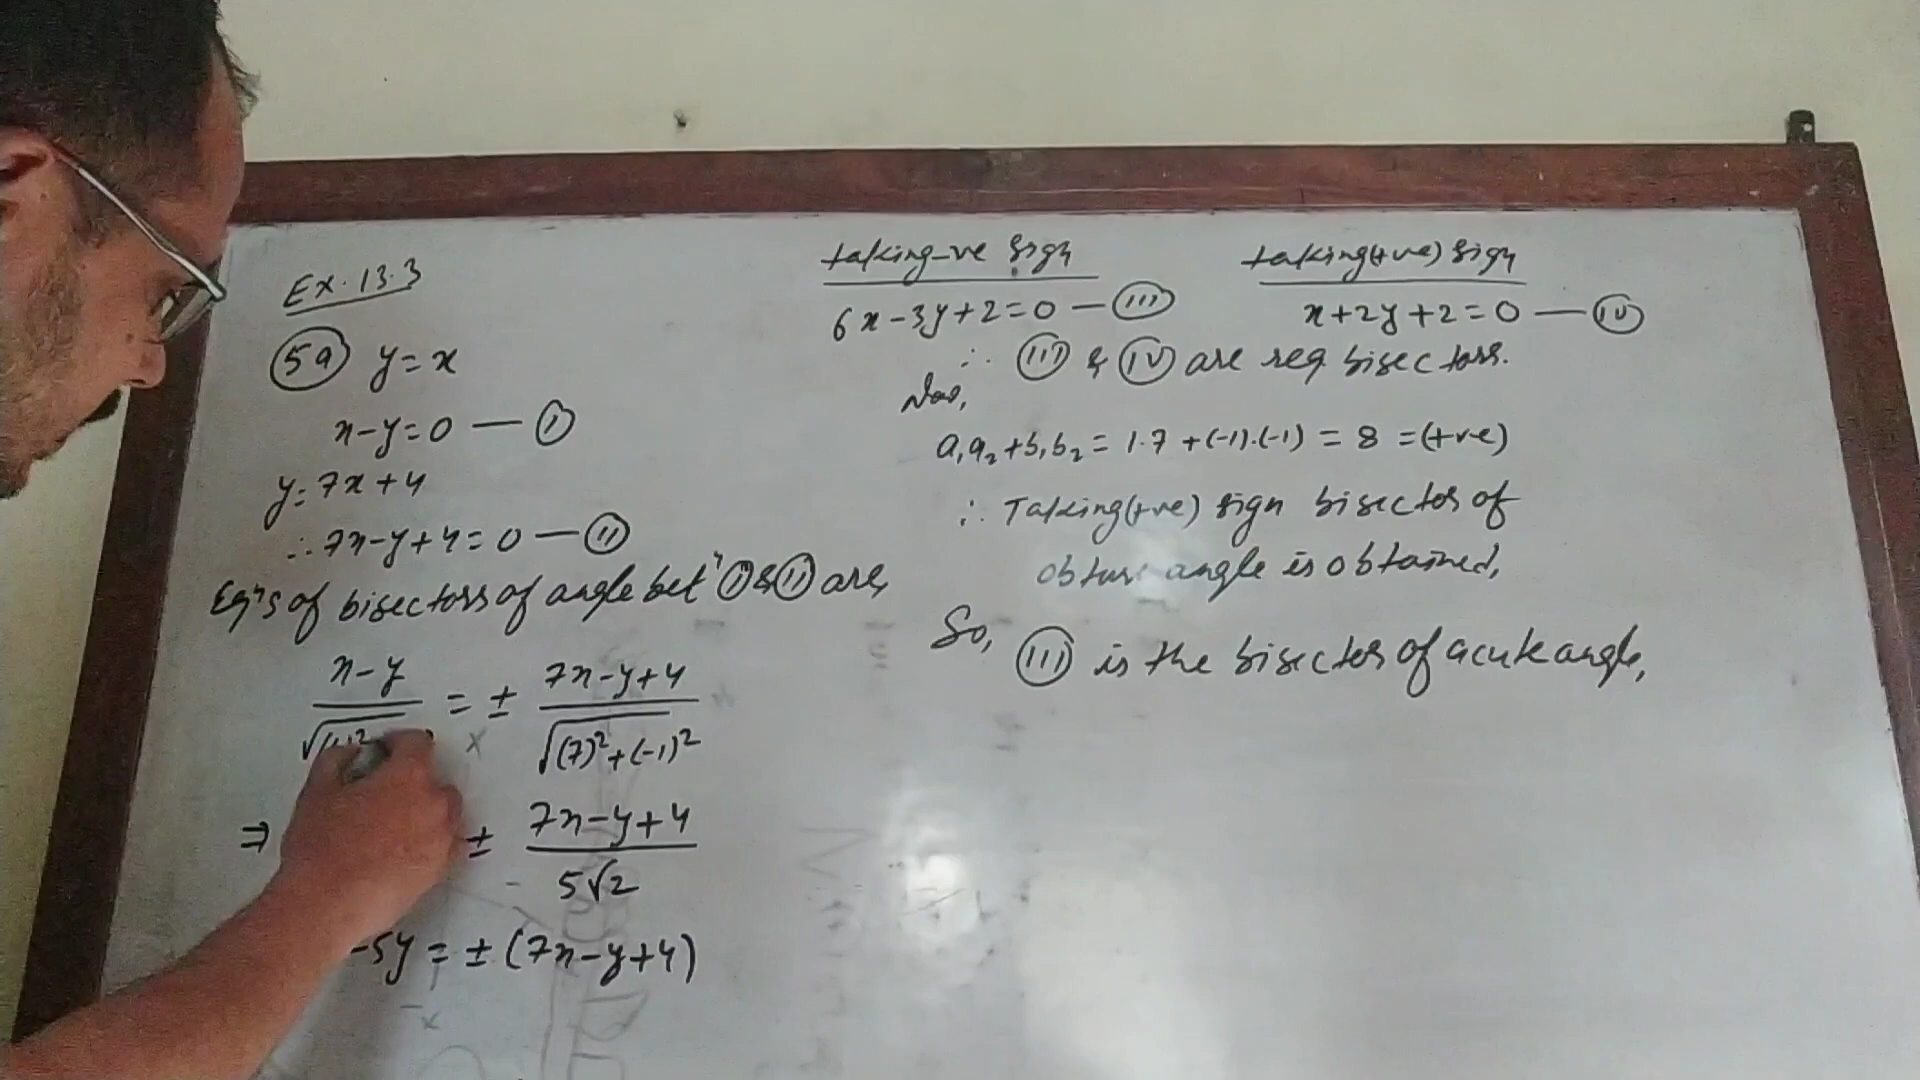 Ex. 13.3
5a y = x
x-y=0 — (i)
y=7x+4
∴ 7x-y+4=0 — (ii)
Eqⁿs of bisectors of angle betⁿ (i) & (ii) are,
x-y / √(1)² = ± 7x-y+4 / √(7)²+(-1)²
⇒ ± 7x-y+4 / 5√2
-5y = ± (7x-y+4)
taking -ve sign
6x-3y+2=0 — (iii)
taking (+ve) sign
x+2y+2=0 — (iv)
∴ (iii) & (iv) are req. bisectors.
Now,
a₁a₂+b₁b₂ = 1.7 +(-1).(-1) = 8 =(+ve)
∴ Taking (+ve) sign bisector of
obtuse angle is obtained,
So, (iii) is the bisector of acute angle,